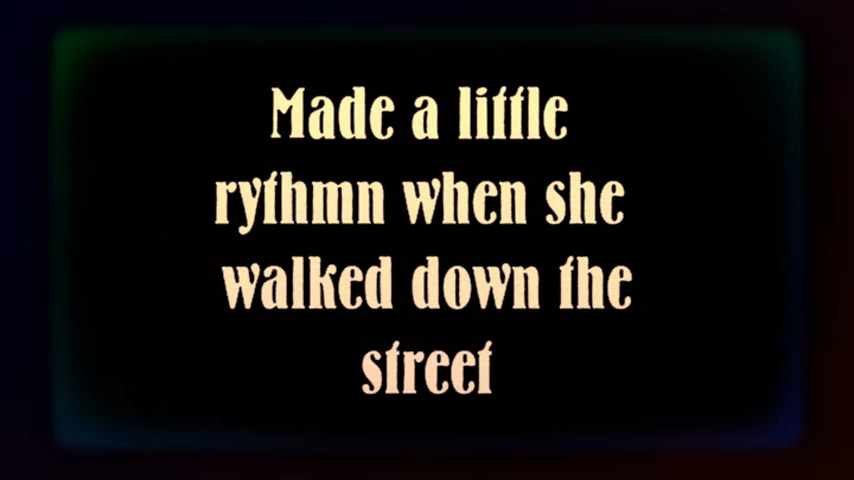 Made a little
rythmn when she
walked down the
street